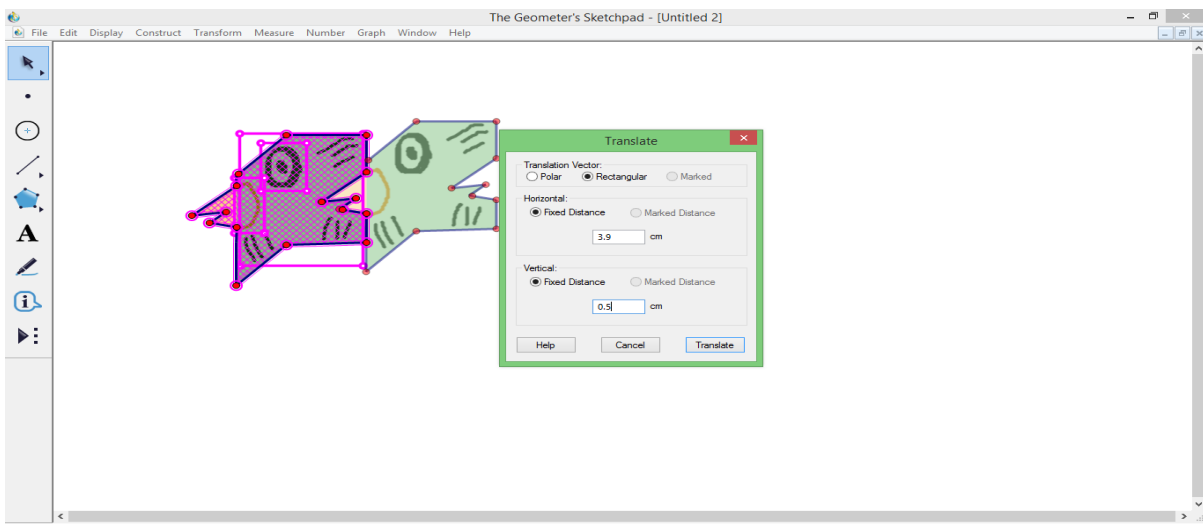 The Geometer's Sketchpad - [Untitled 2]
File Edit Display Construct Transform Measure Number Graph Window Help
A
i
Translate
Translation Vector:
Polar Rectangular Marked
Horizontal:
Fixed Distance Marked Distance
3.9 cm
Vertical:
Fixed Distance Marked Distance
0.5 cm
Help Cancel Translate